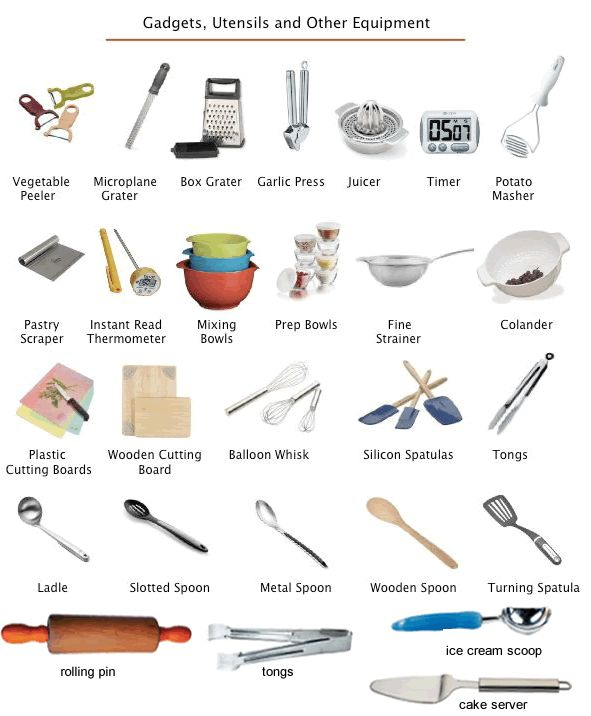 Gadgets, Utensils and Other Equipment
Vegetable Peeler
Microplane Grater
Box Grater
Garlic Press
Juicer
05 07
Timer
Potato Masher
Pastry Scraper
Instant Read Thermometer
Mixing Bowls
Prep Bowls
Fine Strainer
Colander
Plastic Cutting Boards
Wooden Cutting Board
Balloon Whisk
Silicon Spatulas
Tongs
Ladle
Slotted Spoon
Metal Spoon
Wooden Spoon
Turning Spatula
rolling pin
tongs
ice cream scoop
cake server